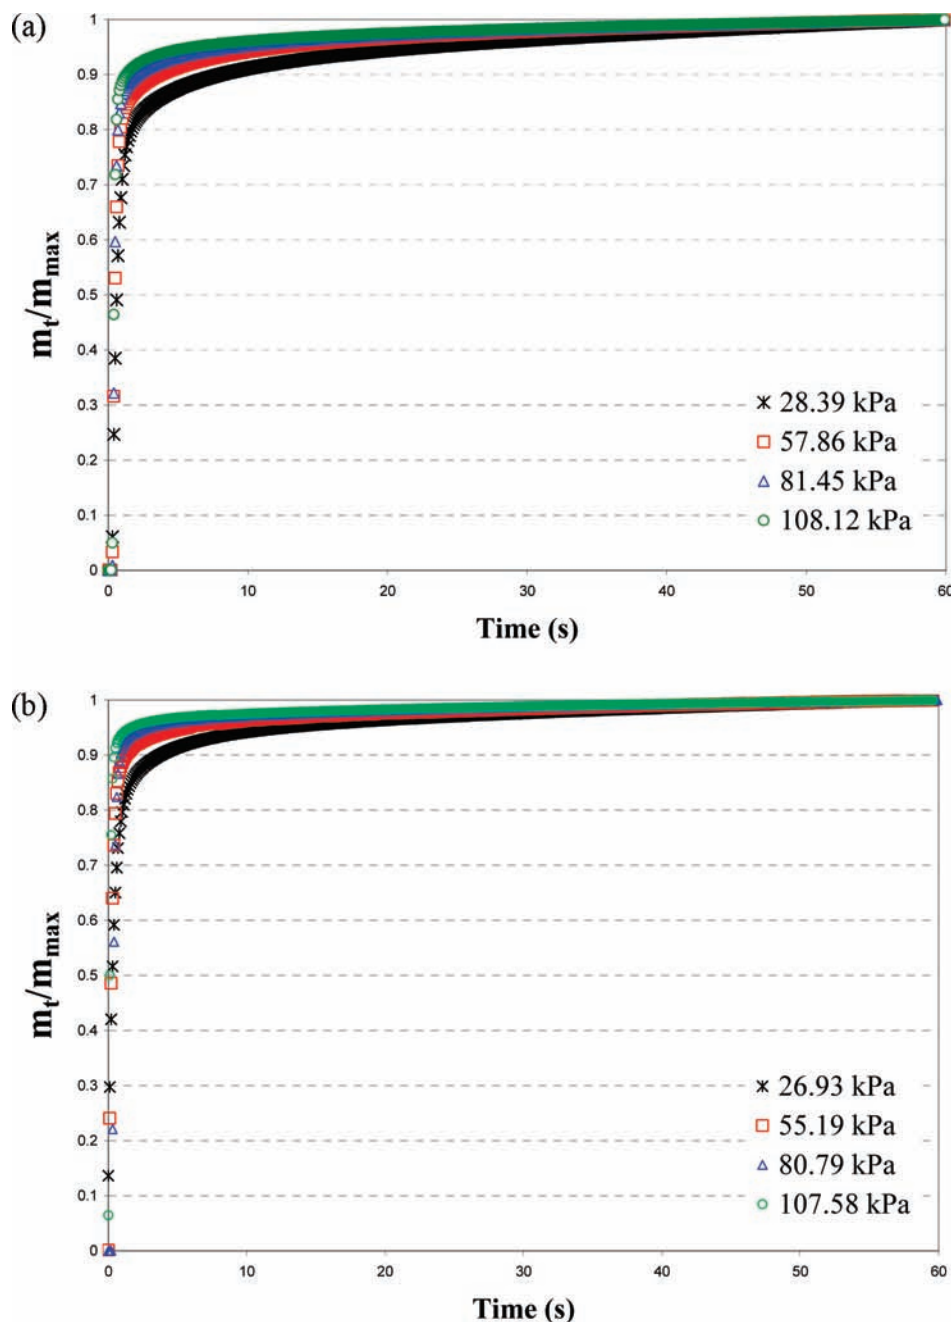 (a)
1
0.9
0.8
0.7
0.6
0.5
0.4
0.3
0.2
0.1
0
mt/mmax
28.39 kPa
57.86 kPa
81.45 kPa
108.12 kPa
0 10 20 30 40 50 60
Time (s)
(b)
1
0.9
0.8
0.7
0.6
0.5
0.4
0.3
0.2
0.1
0
mt/mmax
26.93 kPa
55.19 kPa
80.79 kPa
107.58 kPa
0 10 20 30 40 50 60
Time (s)